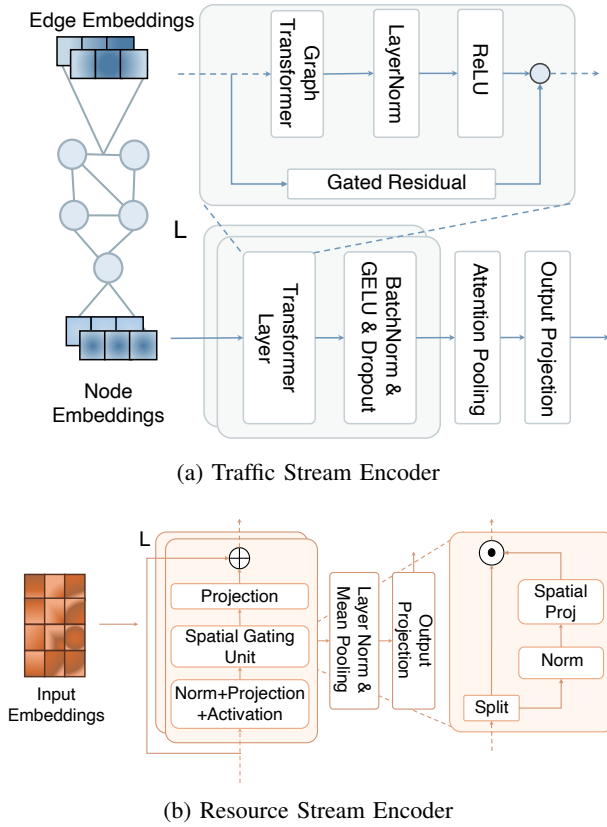 Edge Embeddings
Graph
Transformer
LayerNorm
ReLU
Gated Residual
L
Transformer
Layer
BatchNorm &
GELU & Dropout
Attention
Pooling
Output Projection
Node
Embeddings
(a) Traffic Stream Encoder
L
Projection
Spatial Gating
Unit
Norm+Projection
+Activation
Input
Embeddings
Layer Norm &
Mean Pooling
Output
Projection
Spatial
Proj
Norm
Split
(b) Resource Stream Encoder